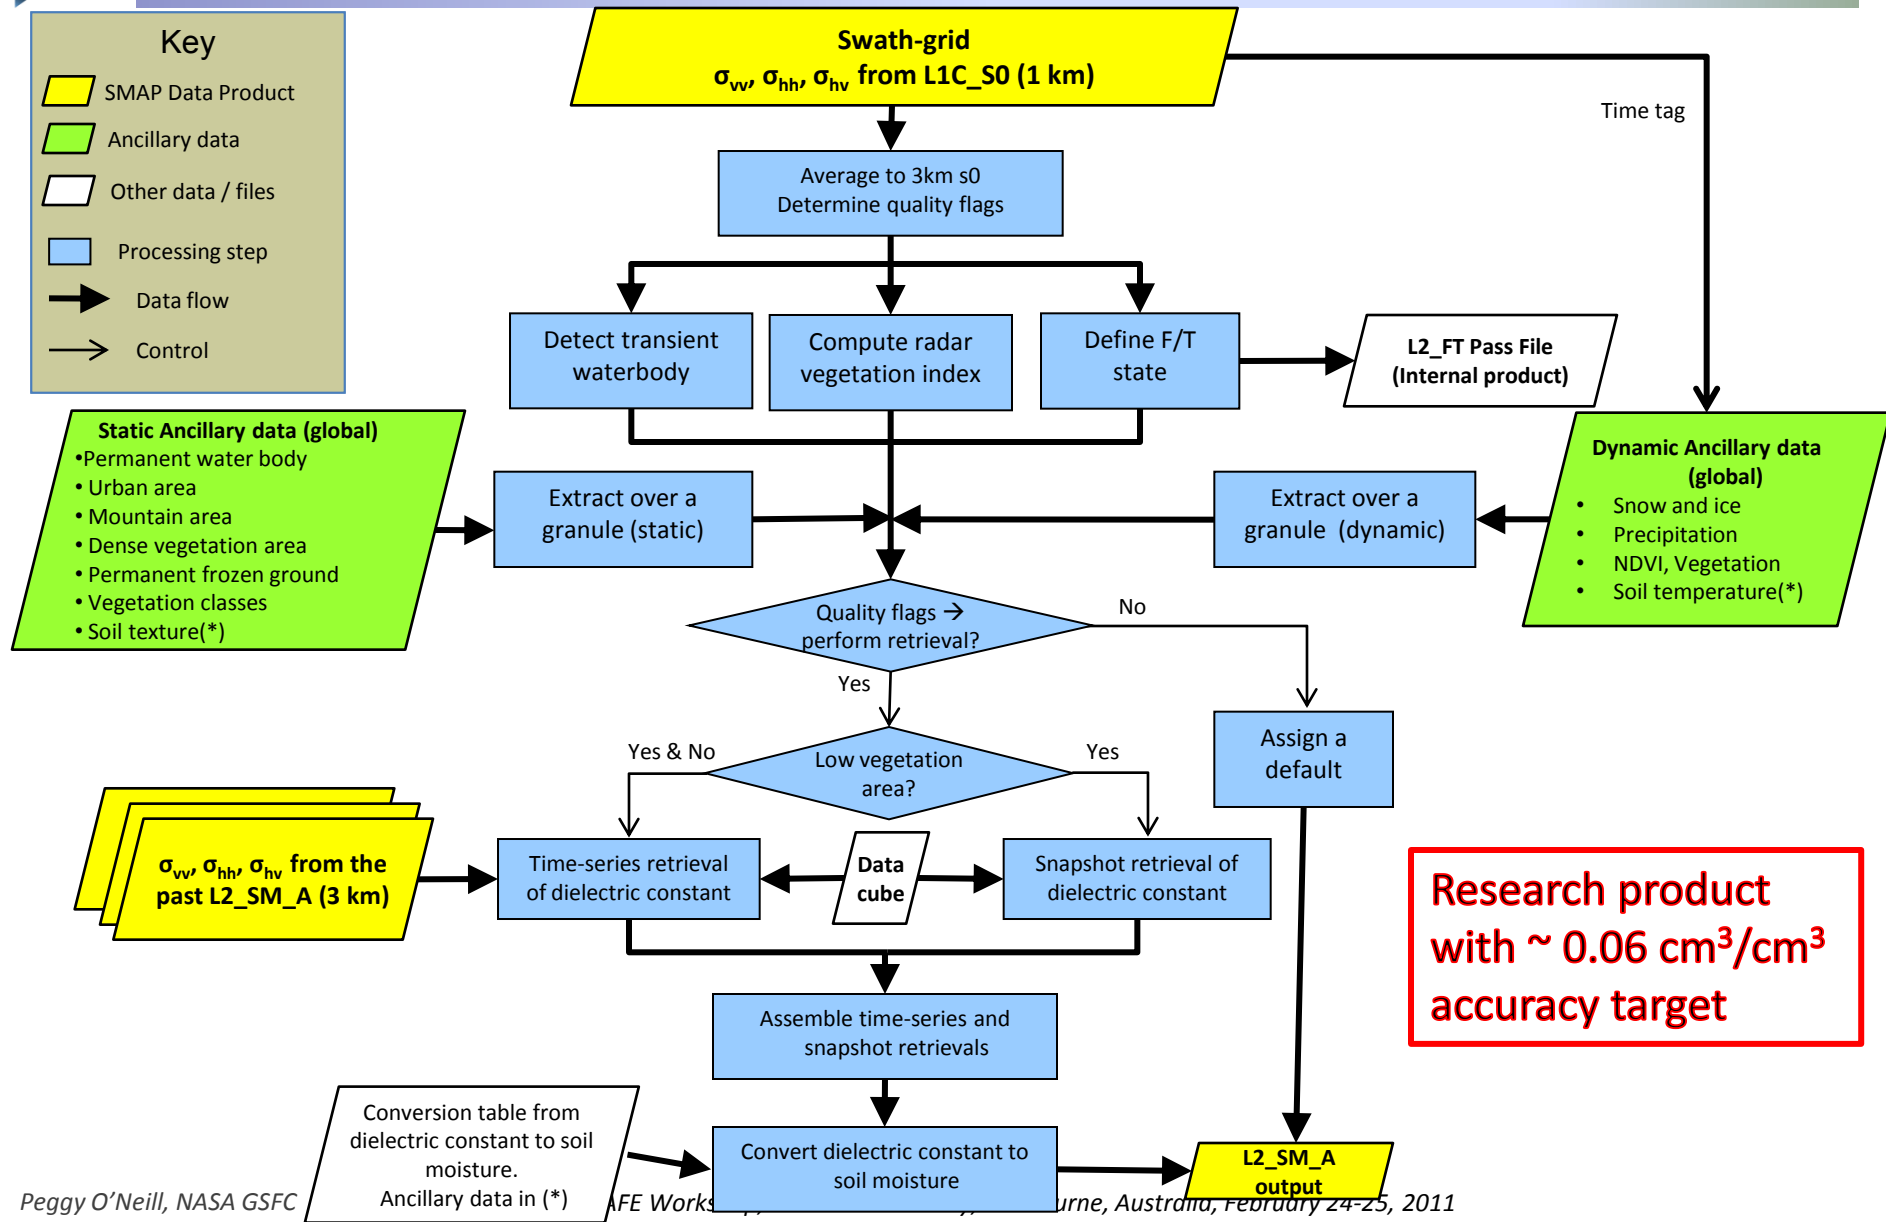 Key
SMAP Data Product
Ancillary data
Other data / files
Processing step
Data flow
Control
Swath-grid
σvv, σhh, σhv from L1C_S0 (1 km)
Time tag
Average to 3km s0
Determine quality flags
Detect transient
waterbody
Compute radar
vegetation index
Define F/T
state
L2_FT Pass File
(Internal product)
Static Ancillary data (global)
•Permanent water body
• Urban area
• Mountain area
• Dense vegetation area
• Permanent frozen ground
• Vegetation classes
• Soil texture(*)
Extract over a
granule (static)
Extract over a
granule (dynamic)
Dynamic Ancillary data
(global)
• Snow and ice
• Precipitation
• NDVI, Vegetation
• Soil temperature(*)
Quality flags →
perform retrieval?
No
Yes
Low vegetation
area?
Yes & No
Yes
Assign a
default
σvv, σhh, σhv from the
past L2_SM_A (3 km)
Time-series retrieval
of dielectric constant
Data
cube
Snapshot retrieval of
dielectric constant
Research product
with ~ 0.06 cm³/cm³
accuracy target
Assemble time-series and
snapshot retrievals
Conversion table from
dielectric constant to soil
moisture.
Ancillary data in (*)
Convert dielectric constant to
soil moisture
L2_SM_A
output
Peggy O'Neill, NASA GSFC
Australia, February 24-25, 2011